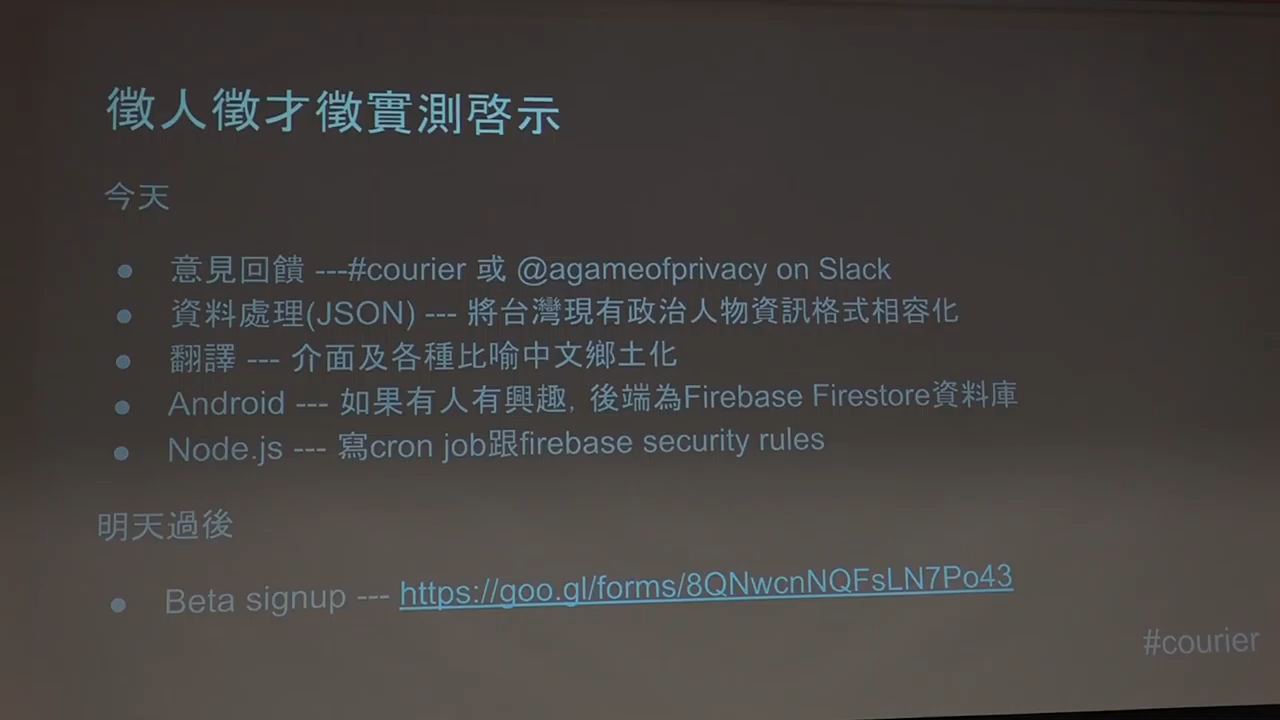 徵人徵才徵實測啓示
今天
● 意見回饋 ---#courier 或 @agameofprivacy on Slack
● 資料處理(JSON) --- 將台灣現有政治人物資訊格式相容化
● 翻譯 --- 介面及各種比喻中文鄉土化
● Android --- 如果有人有興趣, 後端為Firebase Firestore資料庫
● Node.js --- 寫cron job跟firebase security rules
明天過後
● Beta signup --- https://goo.gl/forms/8QNwcnNQFsLN7Po43
#courier